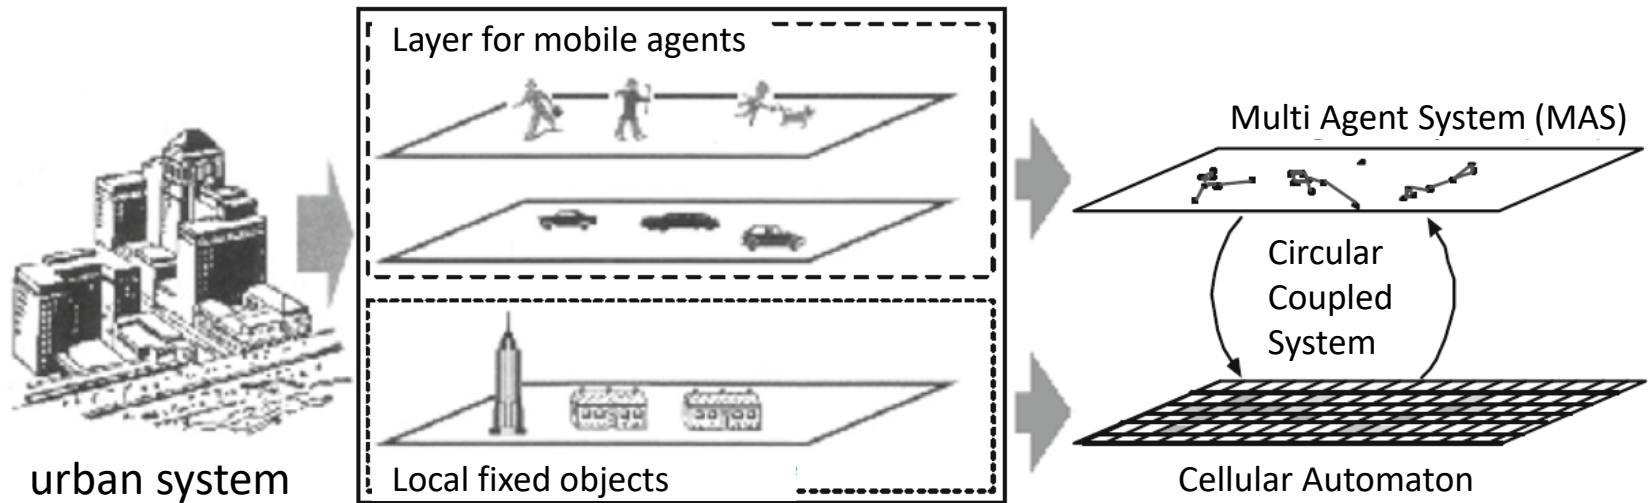 Layer for mobile agents
Multi Agent System (MAS)
Circular
Coupled
System
urban system
Local fixed objects
Cellular Automaton